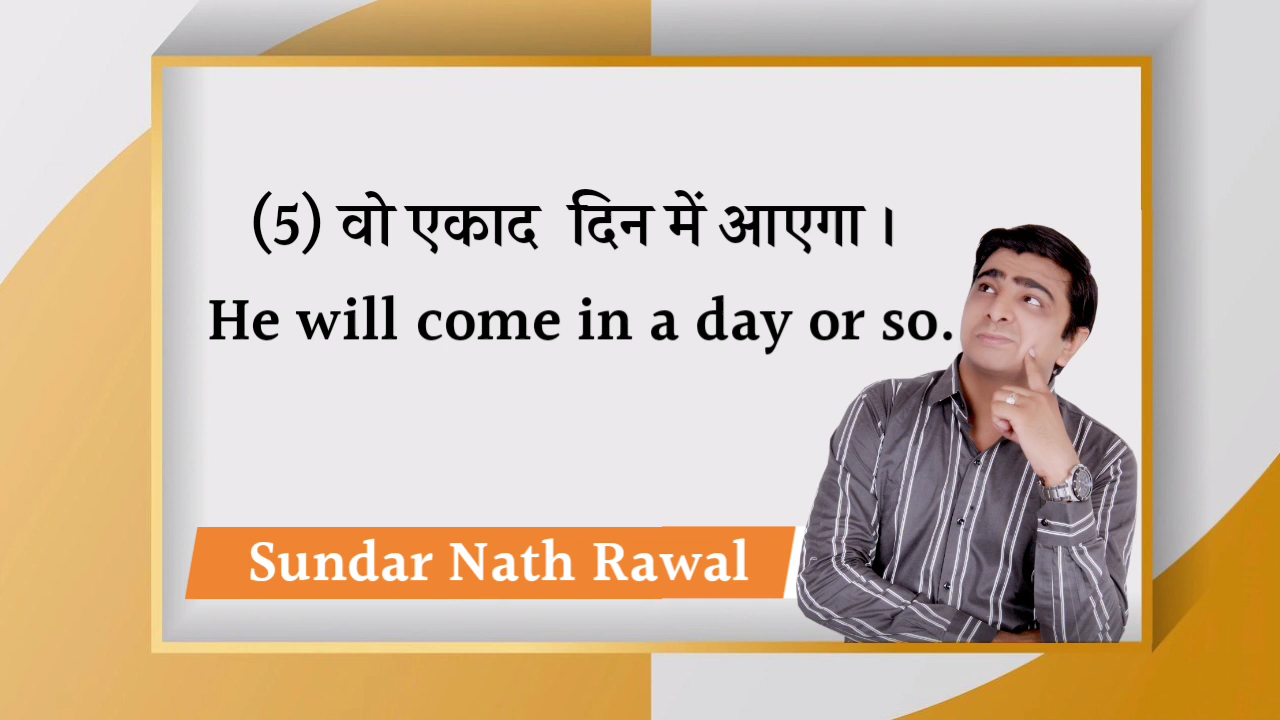 (5) वो एकाद दिन में आएगा।
He will come in a day or so.
Sundar Nath Rawal